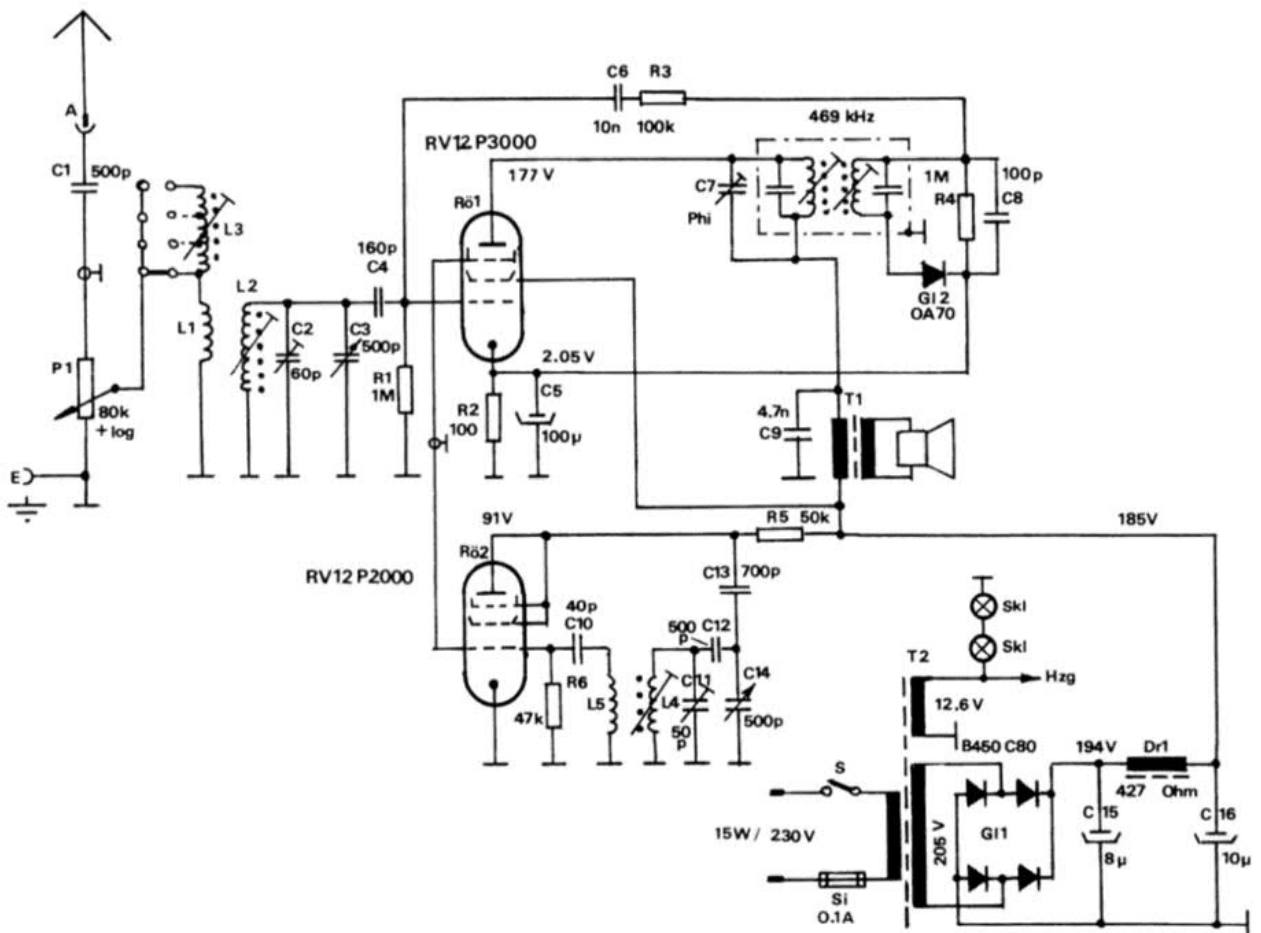 C6 R3
10n 100k
469 kHz
A
C1 500p
RV12 P3000
177 V
C7
Phi
1M
R4
100p
C8
Rö1
L3
160p
C4
GI 2
OA70
L2
L1
C2
60p
C3
500p
2.05 V
P1
80k
+ log
R1
1M
R2
100
C5
100µ
T1
4.7n
C9
E
91V
R5 50k
185V
Rö2
RV12 P2000
C13 700p
40p
C10
500
p
C12
Skl
Skl
T2
R6
47k
L5
L4
C11
50
p
C14
500p
Hzg
12.6 V
B450 C80
194 V
Dr1
427 Ohm
S
15W / 230V
205 V
GI1
C 15
8µ
C 16
10µ
Si
0.1A